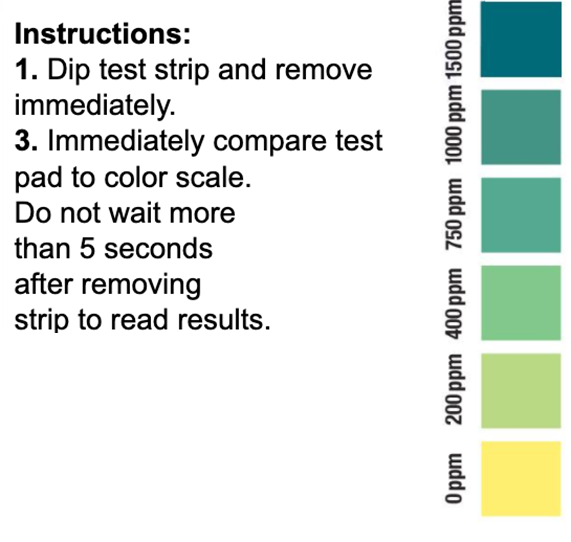 Instructions:
1. Dip test strip and remove
immediately.
3. Immediately compare test
pad to color scale.
Do not wait more
than 5 seconds
after removing
strip to read results.
1500 ppm
1000 ppm
750 ppm
400 ppm
200 ppm
0 ppm